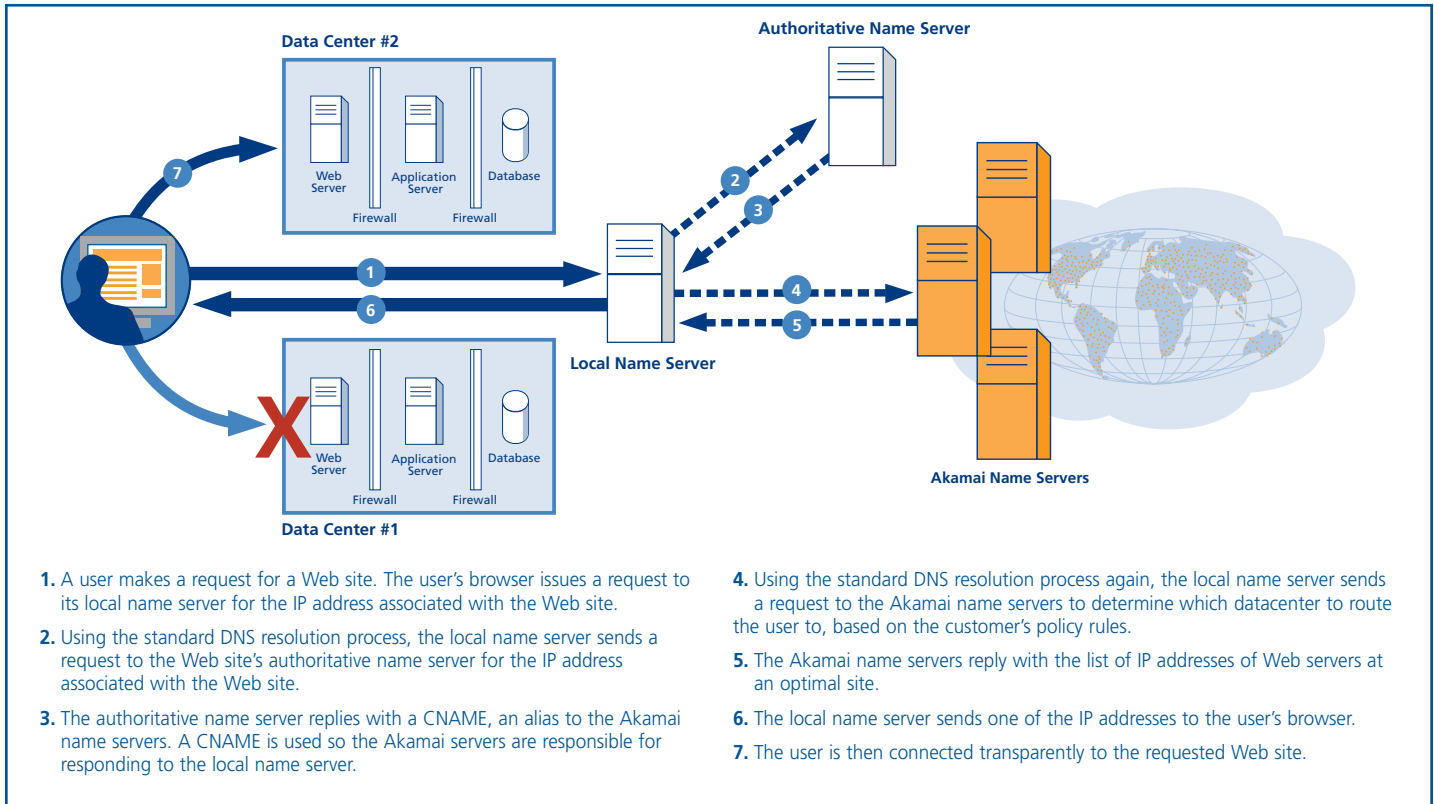 Data Center #2
Authoritative Name Server
Web
Server
Application
Server
Database
Firewall
Firewall
7
2
3
1
6
4
5
Local Name Server
Web
Server
Application
Server
Database
Firewall
Firewall
Data Center #1
X
Akamai Name Servers
1. A user makes a request for a Web site. The user's browser issues a request to
its local name server for the IP address associated with the Web site.
2. Using the standard DNS resolution process, the local name server sends a
request to the Web site's authoritative name server for the IP address
associated with the Web site.
3. The authoritative name server replies with a CNAME, an alias to the Akamai
name servers. A CNAME is used so the Akamai servers are responsible for
responding to the local name server.
4. Using the standard DNS resolution process again, the local name server sends
a request to the Akamai name servers to determine which datacenter to route
the user to, based on the customer's policy rules.
5. The Akamai name servers reply with the list of IP addresses of Web servers at
an optimal site.
6. The local name server sends one of the IP addresses to the user's browser.
7. The user is then connected transparently to the requested Web site.